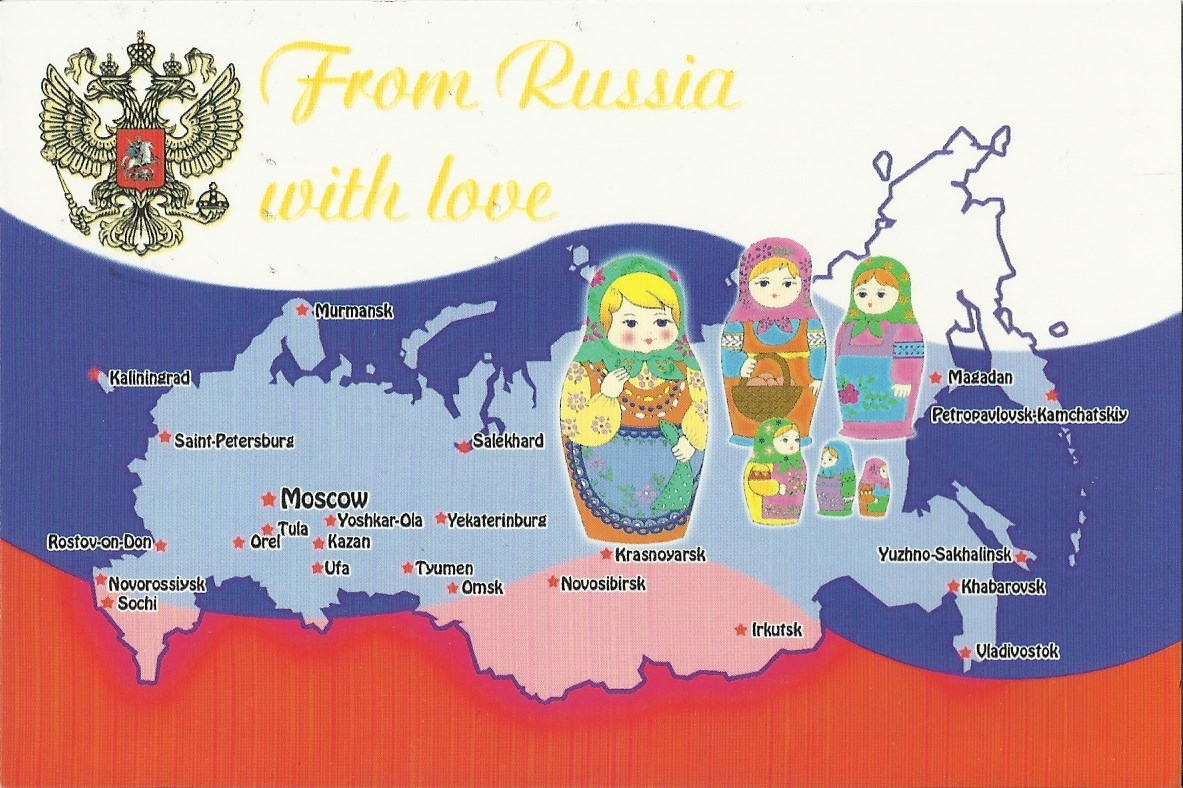 From Russia
with love
Murmansk
Kaliningrad
Magadan
Petropavlovsk-Kamchatskiy
Saint-Petersburg
Salekhard
Moscow
Yoshkar-Ola
Yekaterinburg
Tula
Rostov-on-Don
Orel
Kazan
Krasnoyarsk
Yuzhno-Sakhalinsk
Ufa
Tyumen
Novorossiysk
Omsk
Novosibirsk
Khabarovsk
Sochi
Irkutsk
Vladivostok